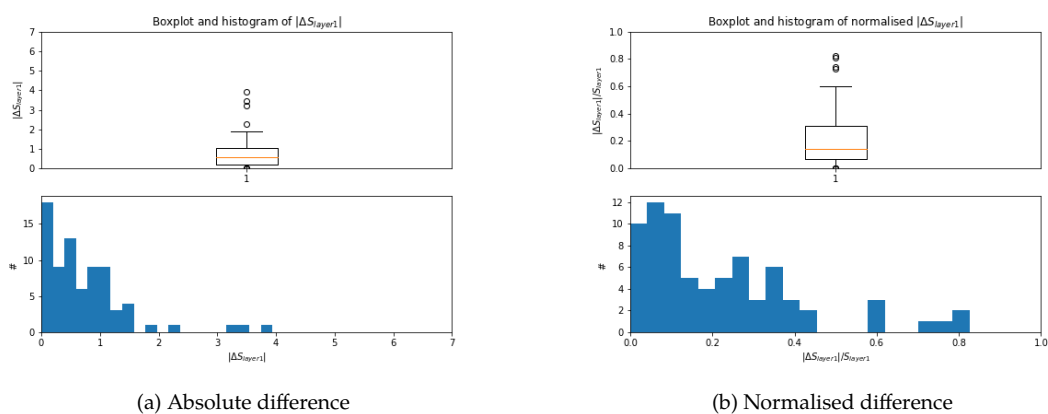 Boxplot and histogram of |ΔS_layer1|
7
6
5
4
3
2
1
0
|ΔS_layer1|
1
15
10
5
0
#
0 1 2 3 4 5 6 7
|ΔS_layer1|
(a) Absolute difference
Boxplot and histogram of normalised |ΔS_layer1|
1.0
0.8
0.6
0.4
0.2
0.0
|ΔS_layer1|/S_layer1
1
12
10
8
6
4
2
0
#
0.0 0.2 0.4 0.6 0.8 1.0
|ΔS_layer1|/S_layer1
(b) Normalised difference